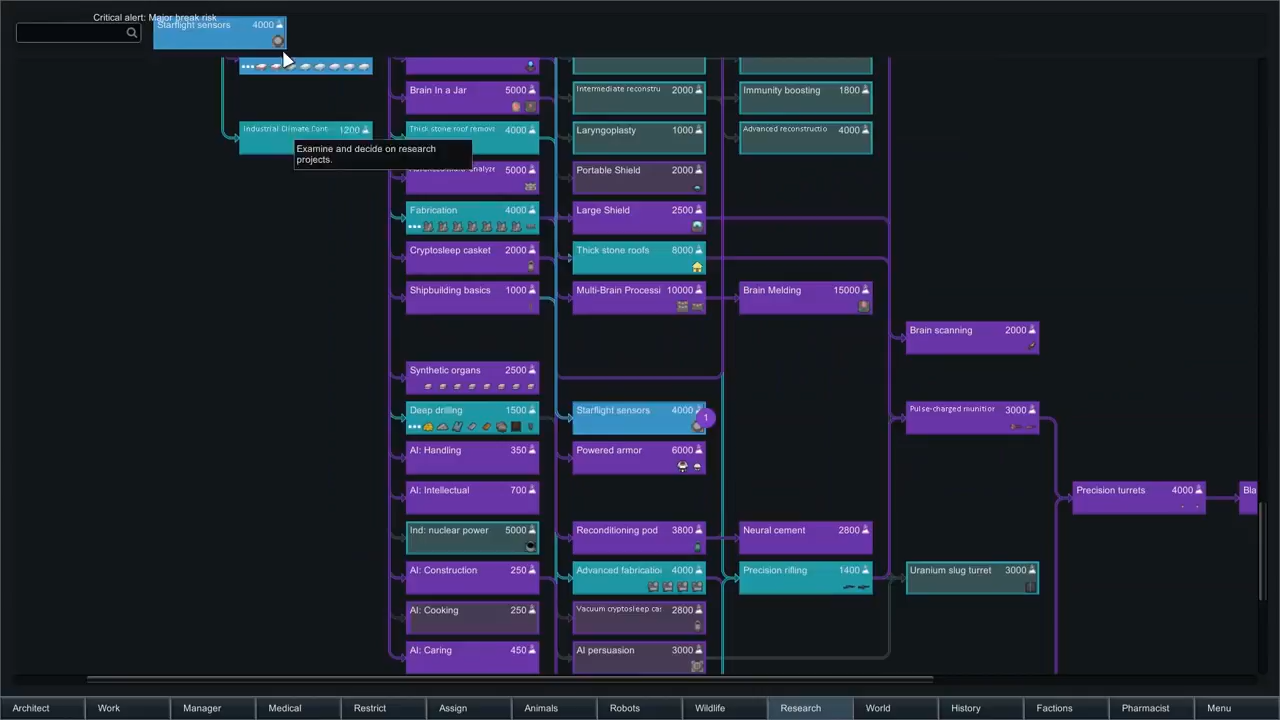 Critical alert: Major break risk
Starflight sensors 4000
Brain In a Jar 5000
Intermediate reconstru 2000
Immunity boosting 1800
Industrial Climate Cont 1200
Thick stone roof remova 4000
Laryngoplasty 1000
Advanced reconstructio 4000
Examine and decide on research
projects.
5000
Portable Shield 2000
Fabrication 4000
Large Shield 2500
Cryptosleep casket 2000
Thick stone roofs 8000
Shipbuilding basics 1000
Multi-Brain Processi 10000
Brain Melding 15000
Brain scanning 2000
Synthetic organs 2500
Deep drilling 1500
Starflight sensors 4000
1
Pulse-charged munitior 3000
AI: Handling 350
Powered armor 6000
AI: Intellectual 700
Precision turrets 4000
Bla
Ind: nuclear power 5000
Reconditioning pod 3800
Neural cement 2800
AI: Construction 250
Advanced fabricatio 4000
Precision rifling 1400
Uranium slug turret 3000
AI: Cooking 250
Vacuum cryptosleep cas 2800
AI: Caring 450
AI persuasion 3000
Architect Work Manager Medical Restrict Assign Animals Robots Wildlife Research World History Factions Pharmacist Menu